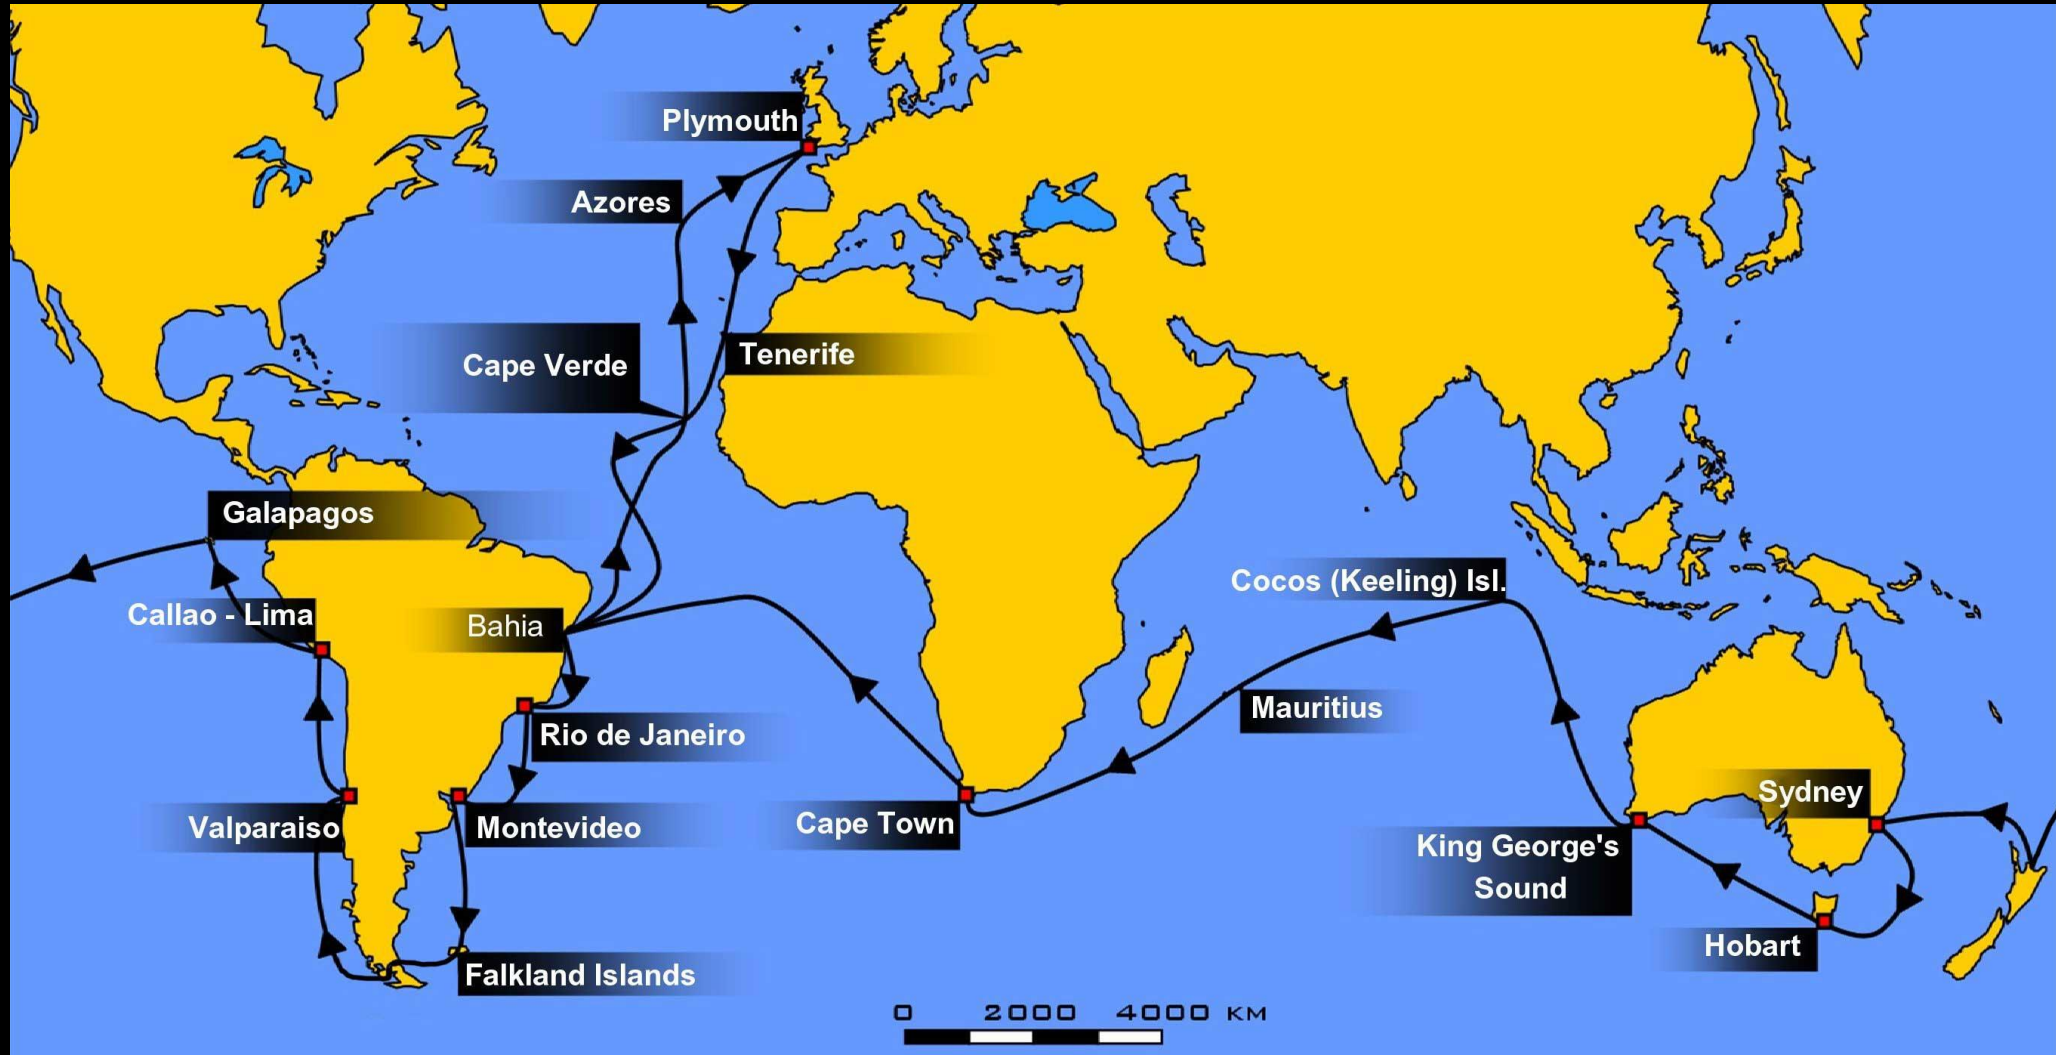 Plymouth
Azores
Cape Verde
Tenerife
Galapagos
Cocos (Keeling) Isl.
Callao - Lima
Bahia
Mauritius
Rio de Janeiro
Sydney
Valparaiso
Montevideo
Cape Town
King George's
Sound
Hobart
Falkland Islands
0 2000 4000 KM